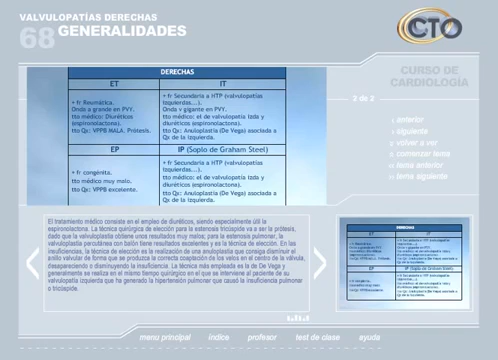 VALVULOPATÍAS DERECHAS
68 GENERALIDADES
CTO
CURSO DE
CARDIOLOGÍA
3 de 3
anterior
siguiente
volver a ver
comenzar tema
tema anterior
tema siguiente
DERECHAS
ET
IT
+ fr Reumática.
Onda a grande en PVY.
tto médico: Diuréticos
(espironolactona).
tto Qx: VPPB MALA. Prótesis.
+ fr Secundaria a HTP (valvulopatías
izquierdas...).
Onda v gigante en PVY.
tto médico: el de valvulopatía izda y
diuréticos (espironolactona).
tto Qx: Anuloplastia (De Vega) asociada a
Qx de la izquierda.
EP
IP (Soplo de Graham Steel)
+ fr congénita.
tto médico muy malo.
tto Qx: VPPB excelente.
+ fr Secundaria a HTP (valvulopatías
izquierdas...).
tto médico: el de valvulopatía izda y
diuréticos (espironolactona).
tto Qx: Anuloplastia (De Vega) asociada a
Qx de la izquierda.
El tratamiento médico consiste en el empleo de diuréticos, siendo especialmente útil la
espironolactona. La técnica quirúrgica de elección para la estenosis tricúspide va a ser la prótesis,
dado que la valvuloplastia obtiene unos resultados muy malos; para la estenosis pulmonar, la
valvuloplastia percutánea con balón tiene resultados excelentes y es la técnica de elección. En las
insuficiencias, la técnica de elección es la realización de una anuloplastia que consiga disminuir el
anillo valvular de forma que se produzca la correcta coaptación de los velos en el centro de la válvula,
desapareciendo o disminuyendo la insuficiencia. La técnica más empleada es la de De Vega y
generalmente se realiza en el mismo tiempo quirúrgico en el que se interviene al paciente de su
valvulopatía izquierda que ha generado la hipertensión pulmonar que causó la insuficiencia pulmonar
o tricúspide.
menú principal índice profesor test de clase ayuda